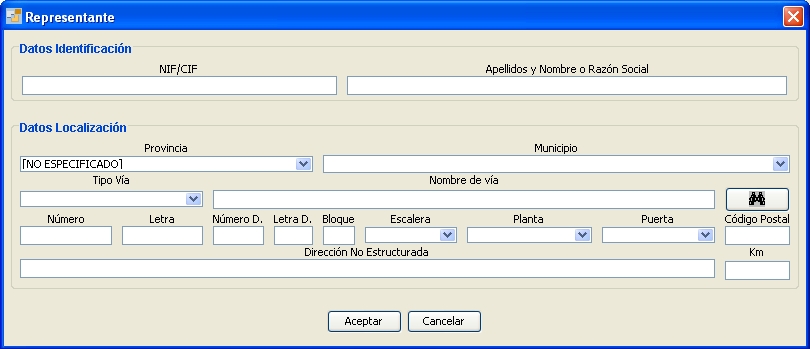 Representante
Datos Identificación
NIF/CIF Apellidos y Nombre o Razón Social
Datos Localización
Provincia Municipio
[NO ESPECIFICADO]
Tipo Vía Nombre de vía
Número Letra Número D. Letra D. Bloque Escalera Planta Puerta Código Postal
Dirección No Estructurada Km
Aceptar Cancelar